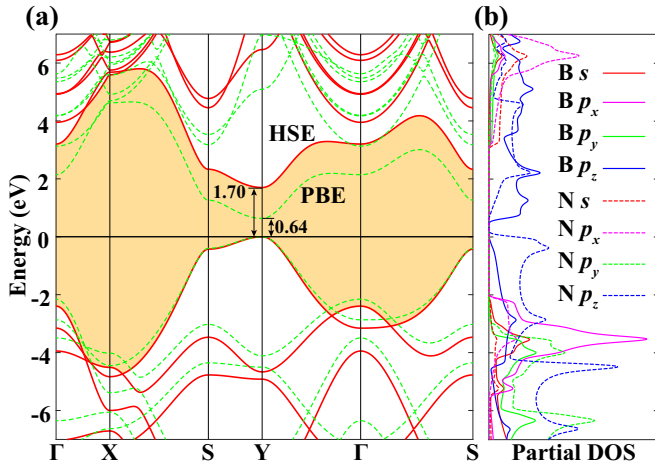 (a)
(b)
Energy (eV)
6
4
2
0
-2
-4
-6
HSE
PBE
1.70
0.64
Γ X S Y Γ S
B s
B px
B py
B pz
N s
N px
N py
N pz
Partial DOS